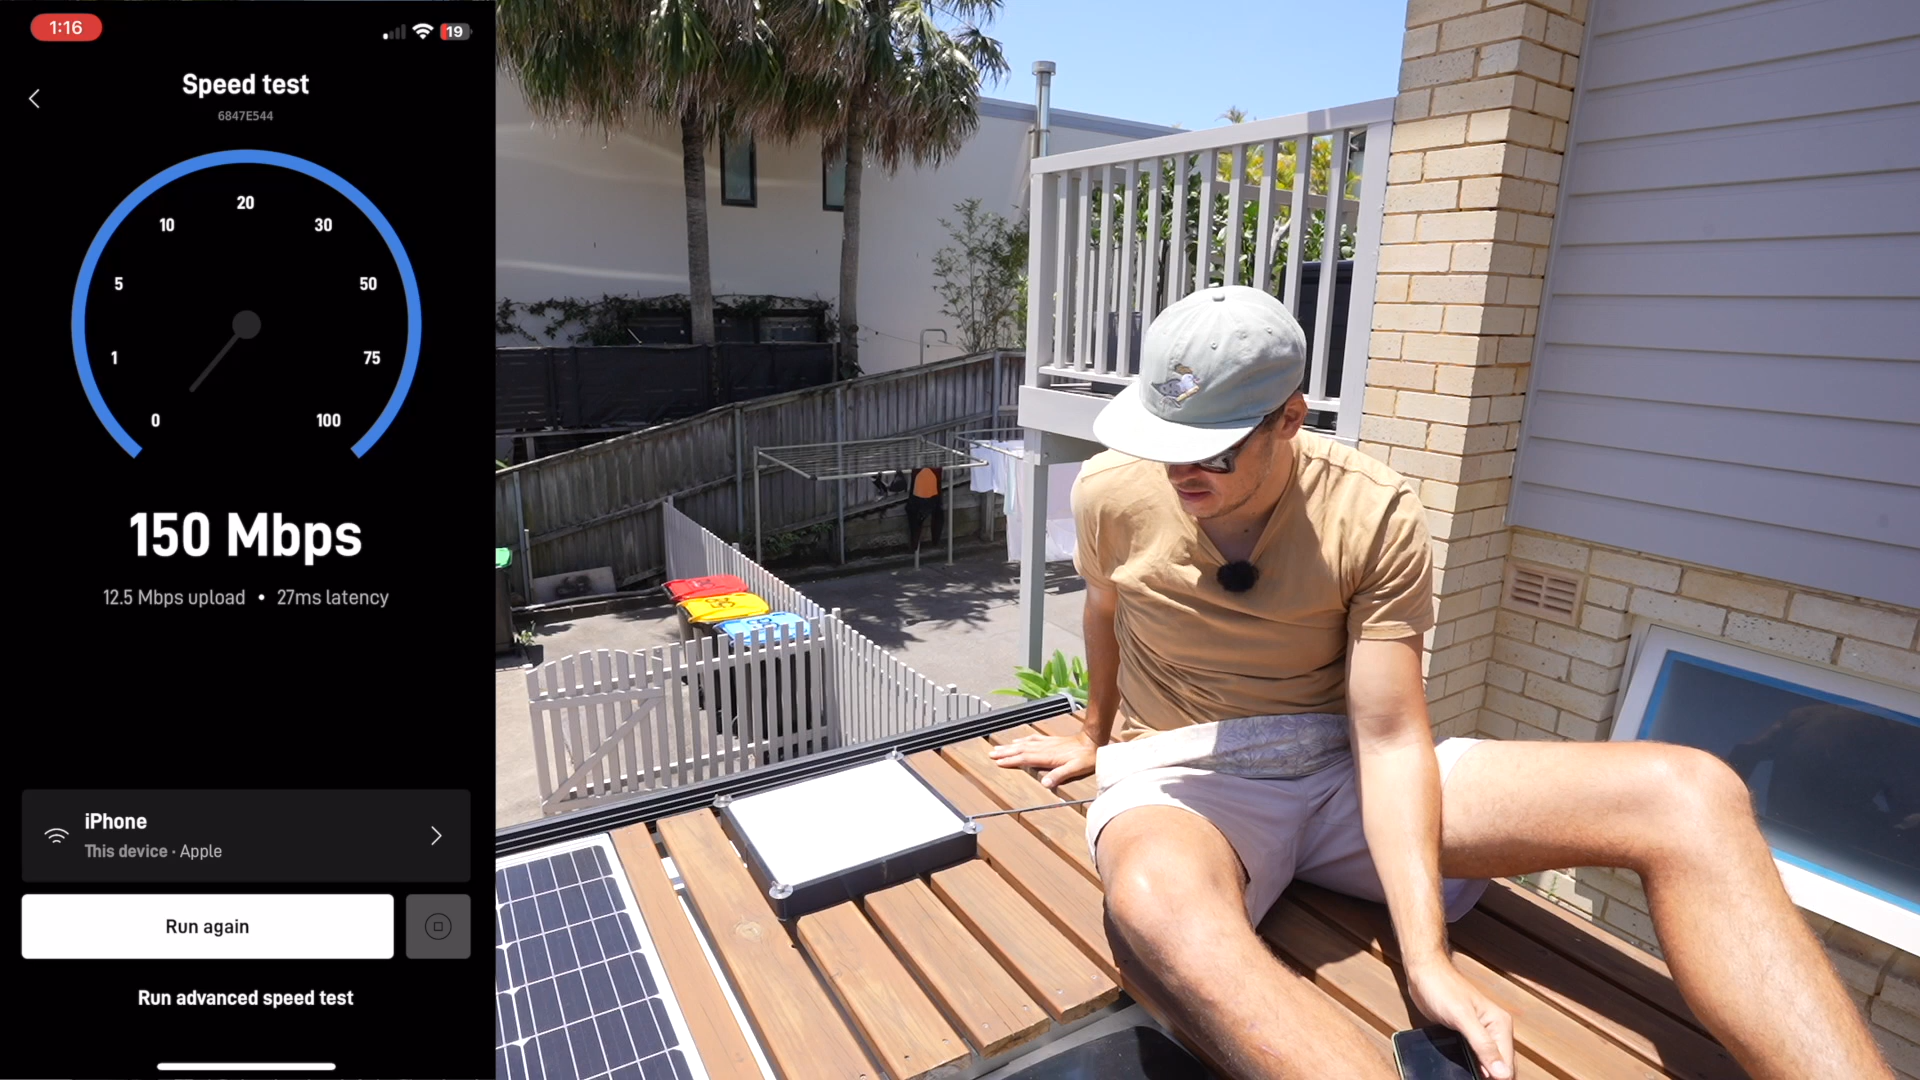 1:16
19
Speed test
6847E544
20
10
30
5
50
1
75
0
100
150 Mbps
12.5 Mbps upload • 27ms latency
iPhone
This device · Apple
Run again
Run advanced speed test